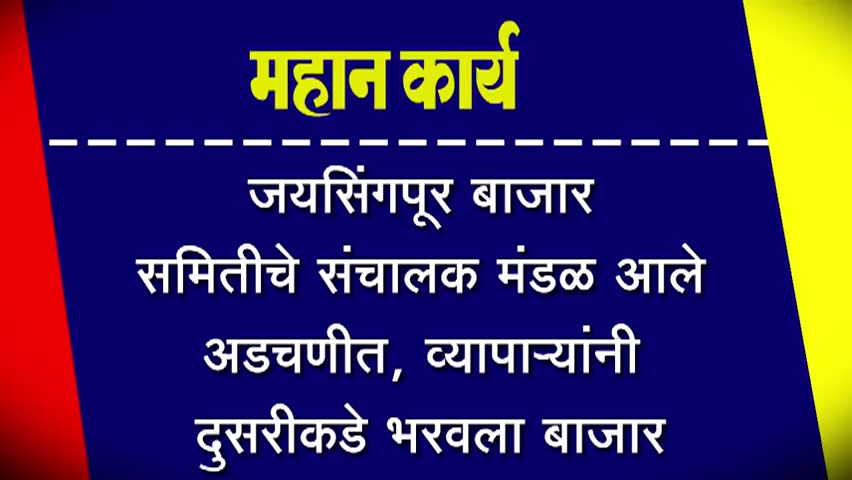 महान कार्य
जयसिंगपूर बाजार
समितीचे संचालक मंडळ आले
अडचणीत, व्यापाऱ्यांनी
दुसरीकडे भरवला बाजार